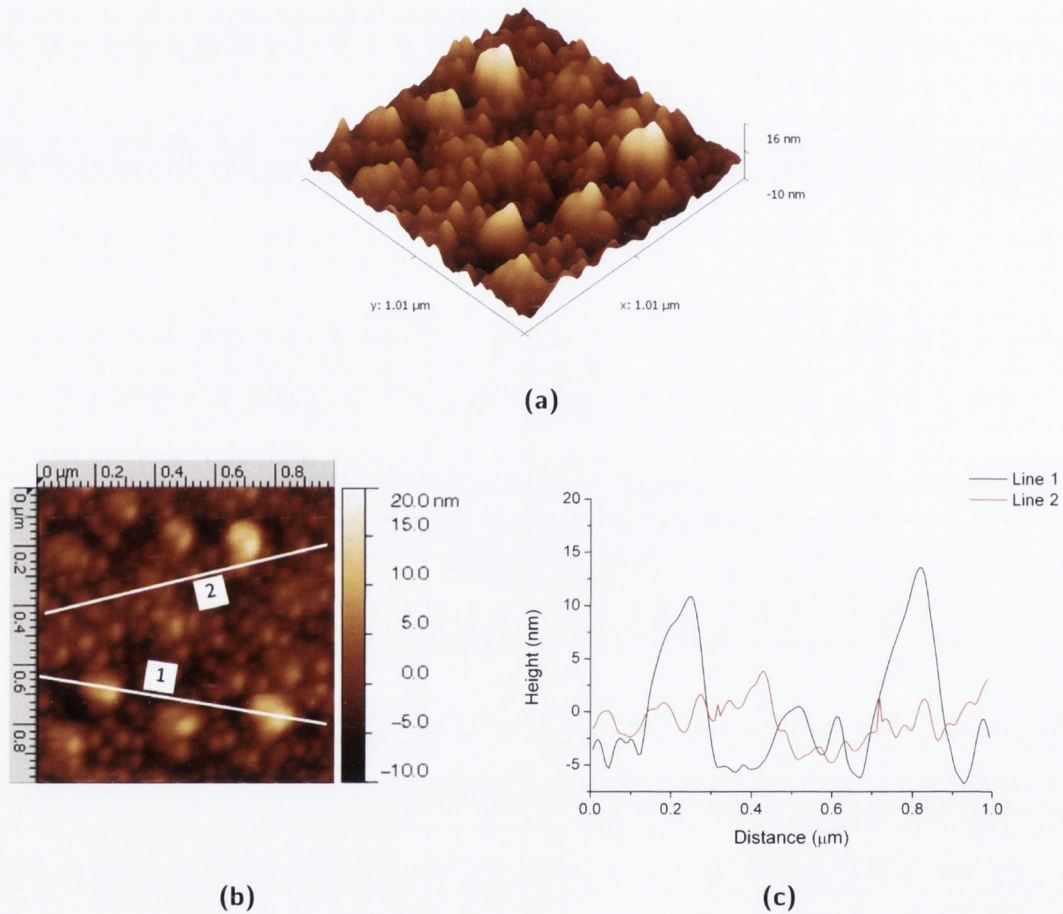 16 nm
-10 nm
y: 1.01 µm
x: 1.01 µm
(a)
0 µm 0.2 0.4 0.6 0.8
0 µm
0.2
0.4
0.6
0.8
2
1
20.0 nm
15.0
10.0
5.0
0.0
−5.0
−10.0
(b)
Line 1
Line 2
20
15
10
5
0
-5
Height (nm)
0.0 0.2 0.4 0.6 0.8 1.0
Distance (µm)
(c)